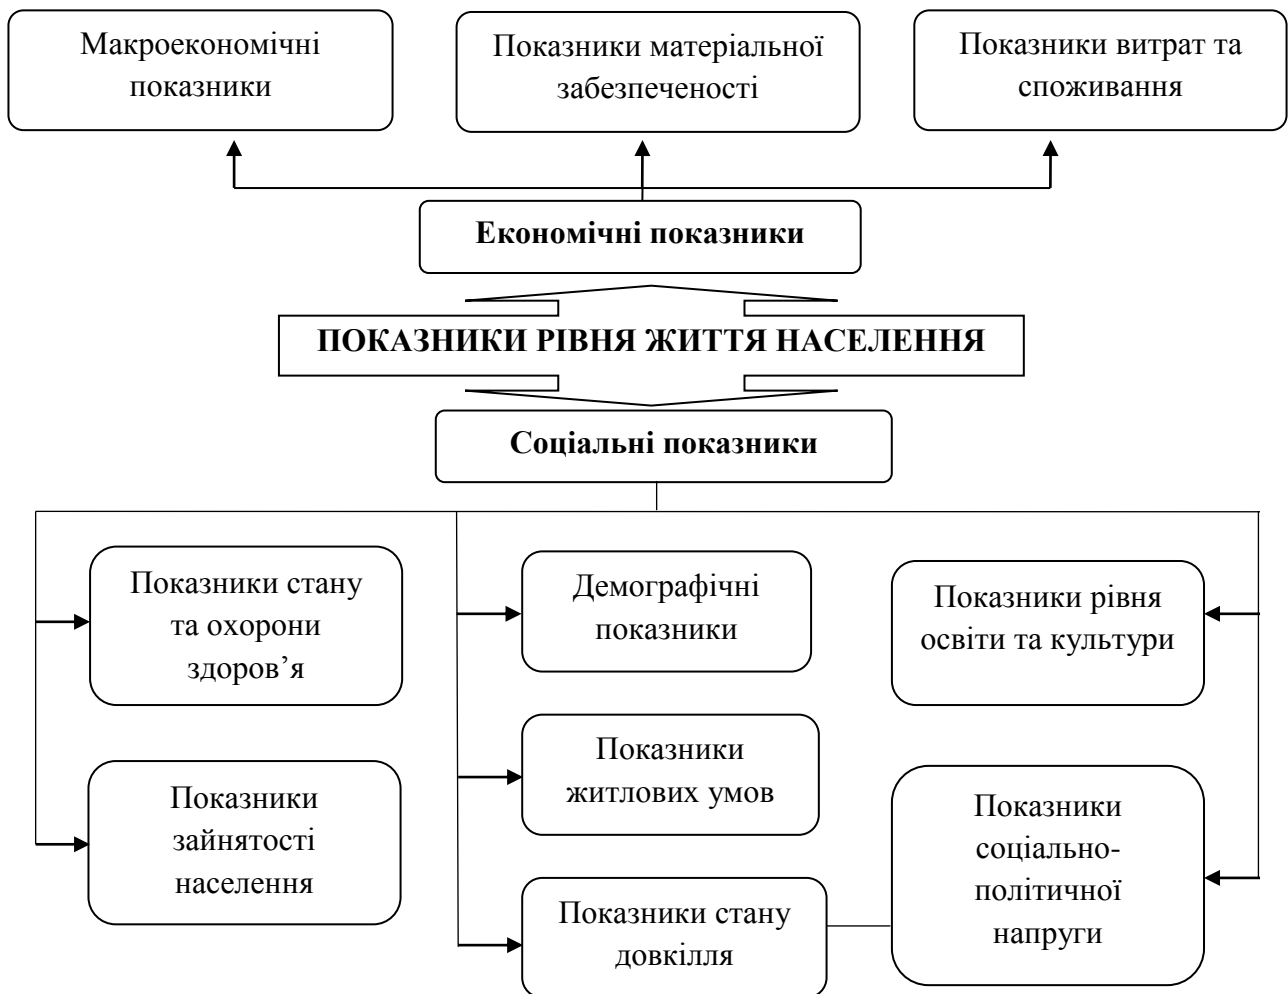 Макроекономічні
показники
Показники матеріальної
забезпеченості
Показники витрат та
споживання
Економічні показники
ПОКАЗНИКИ РІВНЯ ЖИТТЯ НАСЕЛЕННЯ
Соціальні показники
Показники стану
та охорони
здоров’я
Демографічні
показники
Показники рівня
освіти та культури
Показники
зайнятості
населення
Показники
житлових умов
Показники
соціально-
політичної
напруги
Показники стану
довкілля